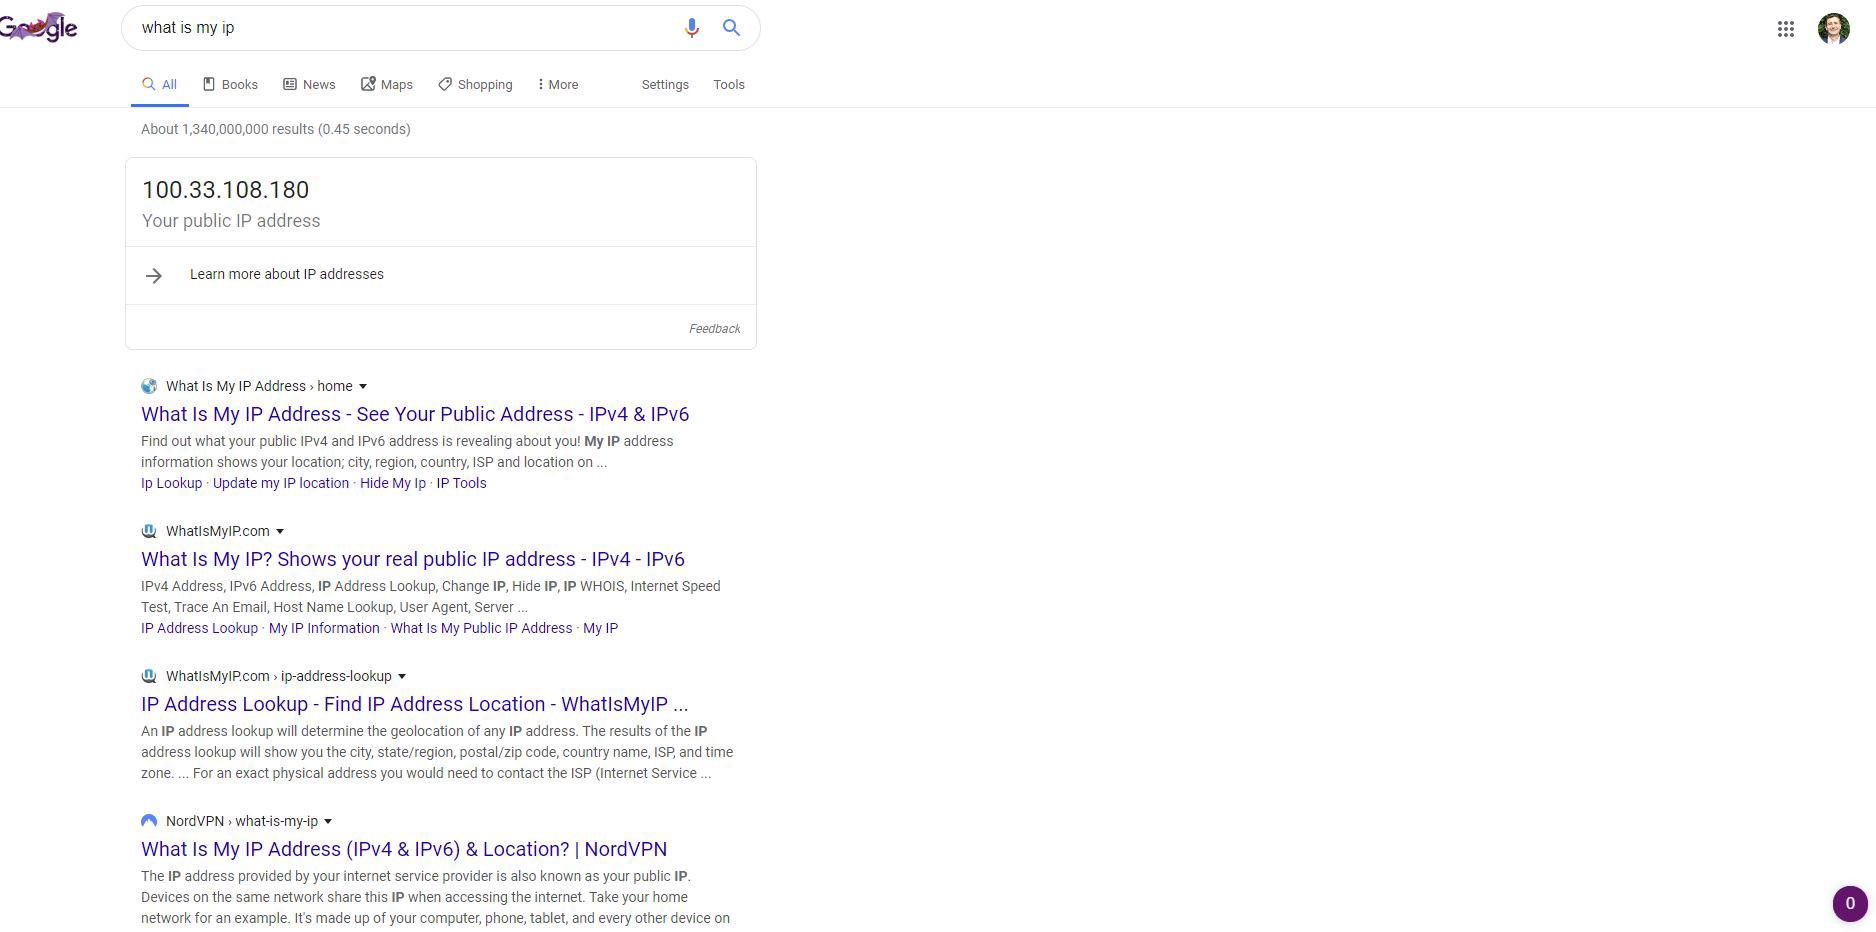 Google
what is my ip
All Books News Maps Shopping More Settings Tools
About 1,340,000,000 results (0.45 seconds)
100.33.108.180
Your public IP address
Learn more about IP addresses
Feedback
What Is My IP Address › home
What Is My IP Address - See Your Public Address - IPv4 & IPv6
Find out what your public IPv4 and IPv6 address is revealing about you! My IP address
information shows your location; city, region, country, ISP and location on ...
Ip Lookup · Update my IP location · Hide My Ip · IP Tools
WhatIsMyIP.com
What Is My IP? Shows your real public IP address - IPv4 - IPv6
IPv4 Address, IPv6 Address, IP Address Lookup, Change IP, Hide IP, IP WHOIS, Internet Speed
Test, Trace An Email, Host Name Lookup, User Agent, Server ...
IP Address Lookup · My IP Information · What Is My Public IP Address · My IP
WhatIsMyIP.com › ip-address-lookup
IP Address Lookup - Find IP Address Location - WhatIsMyIP ...
An IP address lookup will determine the geolocation of any IP address. The results of the IP
address lookup will show you the city, state/region, postal/zip code, country name, ISP, and time
zone. ... For an exact physical address you would need to contact the ISP (Internet Service ...
NordVPN › what-is-my-ip
What Is My IP Address (IPv4 & IPv6) & Location? | NordVPN
The IP address provided by your internet service provider is also known as your public IP.
Devices on the same network share this IP when accessing the internet. Take your home
network for an example. It's made up of your computer, phone, tablet, and every other device on
0